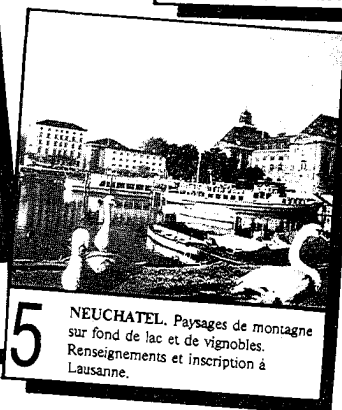 5
NEUCHATEL. Paysages de montagne
sur fond de lac et de vignobles.
Renseignements et inscription à
Lausanne.